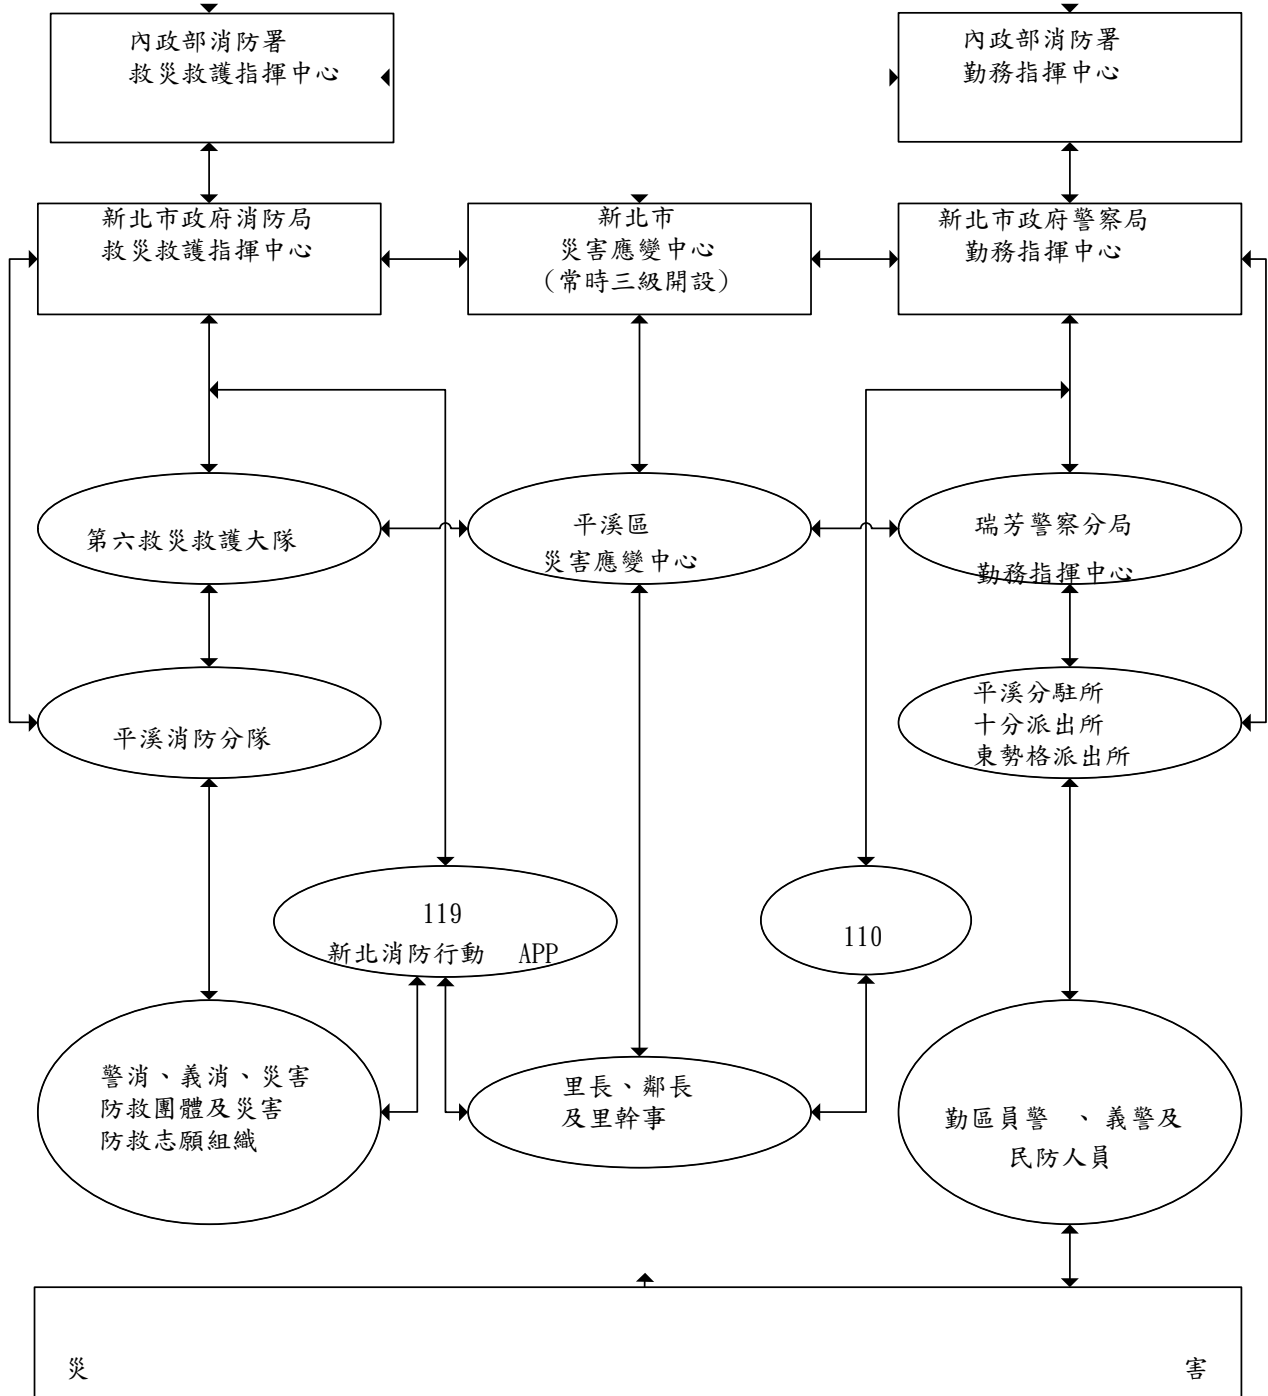 內政部消防署
救災救護指揮中心
內政部消防署
勤務指揮中心
新北市政府消防局
救災救護指揮中心
新北市
災害應變中心
(常時三級開設)
新北市政府警察局
勤務指揮中心
第六救災救護大隊
平溪區
災害應變中心
瑞芳警察分局
勤務指揮中心
平溪消防分隊
平溪分駐所
十分派出所
東勢格派出所
119
新北消防行動 APP
110
警消、義消、災害
防救團體及災害
防救志願組織
里長、鄰長
及里幹事
勤區員警 、義警及
民防人員
災 害